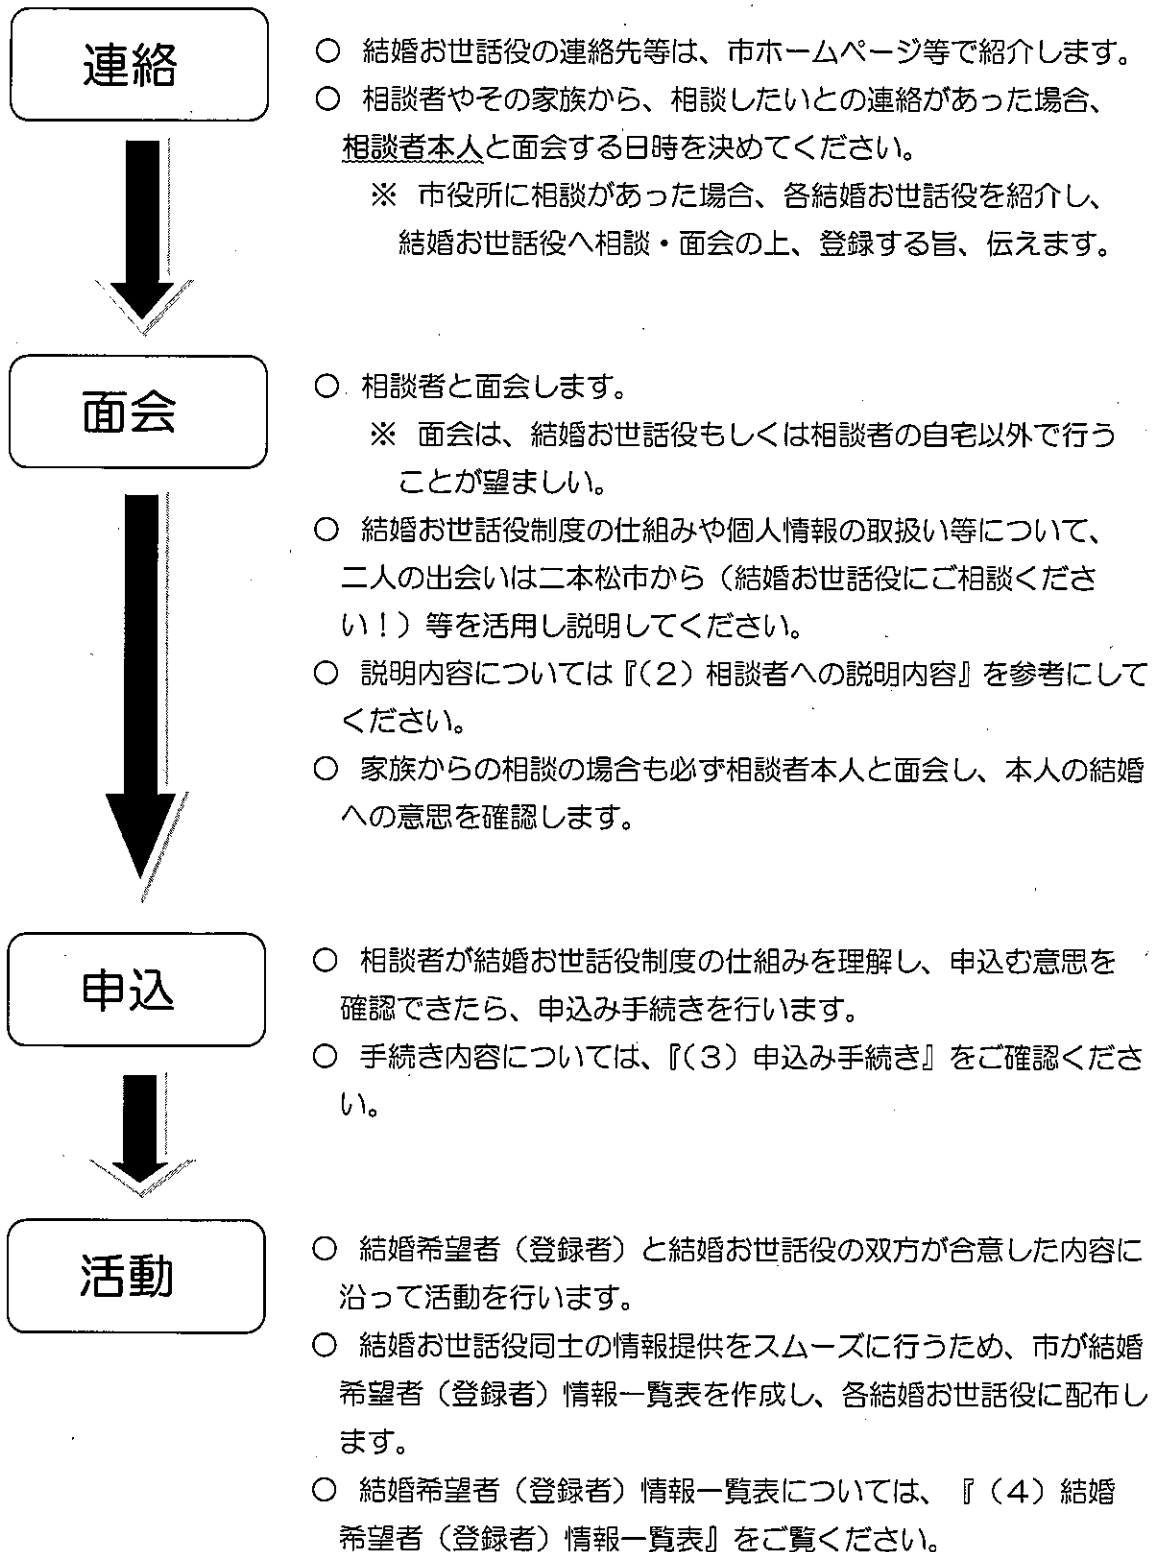 連絡
○ 結婚お世話役の連絡先等は、市ホームページ等で紹介します。
○ 相談者やその家族から、相談したいとの連絡があった場合、
相談者本人と面会する日時を決めてください。
※ 市役所に相談があった場合、各結婚お世話役を紹介し、
結婚お世話役へ相談・面会の上、登録する旨、伝えます。
面会
○ 相談者と面会します。
※ 面会は、結婚お世話役もしくは相談者の自宅以外で行う
ことが望ましい。
○ 結婚お世話役制度の仕組みや個人情報の取扱い等について、
二人の出会いは二本松市から（結婚お世話役にご相談くださ
い！）等を活用し説明してください。
○ 説明内容については『（２）相談者への説明内容』を参考にして
ください。
○ 家族からの相談の場合も必ず相談者本人と面会し、本人の結婚
への意思を確認します。
申込
○ 相談者が結婚お世話役制度の仕組みを理解し、申込む意思を
確認できたら、申込み手続きを行います。
○ 手続き内容については、『（３）申込み手続き』をご確認くださ
い。
活動
○ 結婚希望者（登録者）と結婚お世話役の双方が合意した内容に
沿って活動を行います。
○ 結婚お世話役同士の情報提供をスムーズに行うため、市が結婚
希望者（登録者）情報一覧表を作成し、各結婚お世話役に配布し
ます。
○ 結婚希望者（登録者）情報一覧表については、『（４）結婚
希望者（登録者）情報一覧表』をご覧ください。